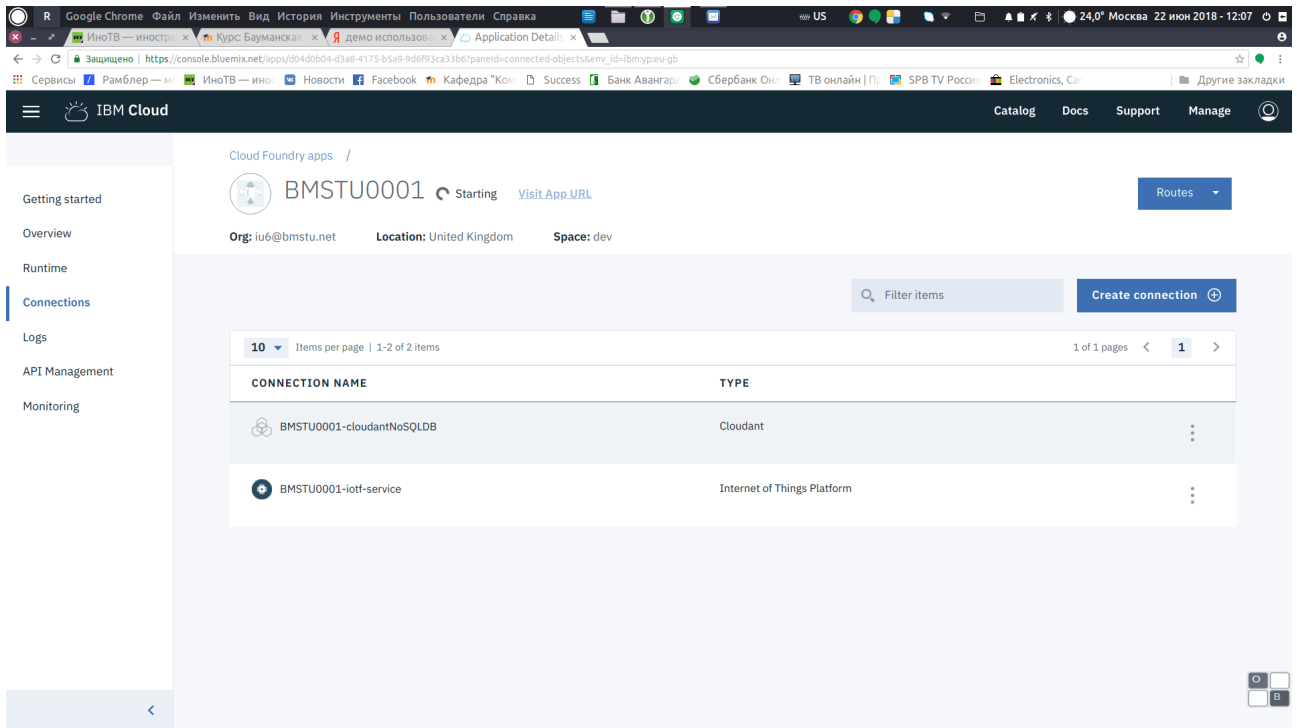 R Google Chrome Файл Изменить Вид История Инструменты Пользователи Справка US 24,0° Москва 22 июн 2018 - 12:07
ИноТВ — иностра Курс: Бауманская Я демо использова Application Details
Защищено https://console.bluemix.net/apps/d04d0b04-d3a8-4175-b5a9-9d6f93ca33b6?paneId=connected-objects&env_id=ibm:yp:eu-gb
Сервисы Рамблер — м ИноТВ — инос Новости Facebook Кафедра "Ком Success Банк Авангард Сбербанк Онл ТВ онлайн | Пр SPB TV Россия Electronics, Ca Другие закладки
IBM Cloud Catalog Docs Support Manage
Cloud Foundry apps /
BMSTU0001 Starting Visit App URL
Routes
Org: iu6@bmstu.net Location: United Kingdom Space: dev
Getting started
Overview
Runtime
Connections
Logs
API Management
Monitoring
Filter items Create connection
10 Items per page | 1-2 of 2 items 1 of 1 pages < 1 >
CONNECTION NAME TYPE
BMSTU0001-cloudantNoSQLDB Cloudant
BMSTU0001-iotf-service Internet of Things Platform
O
B